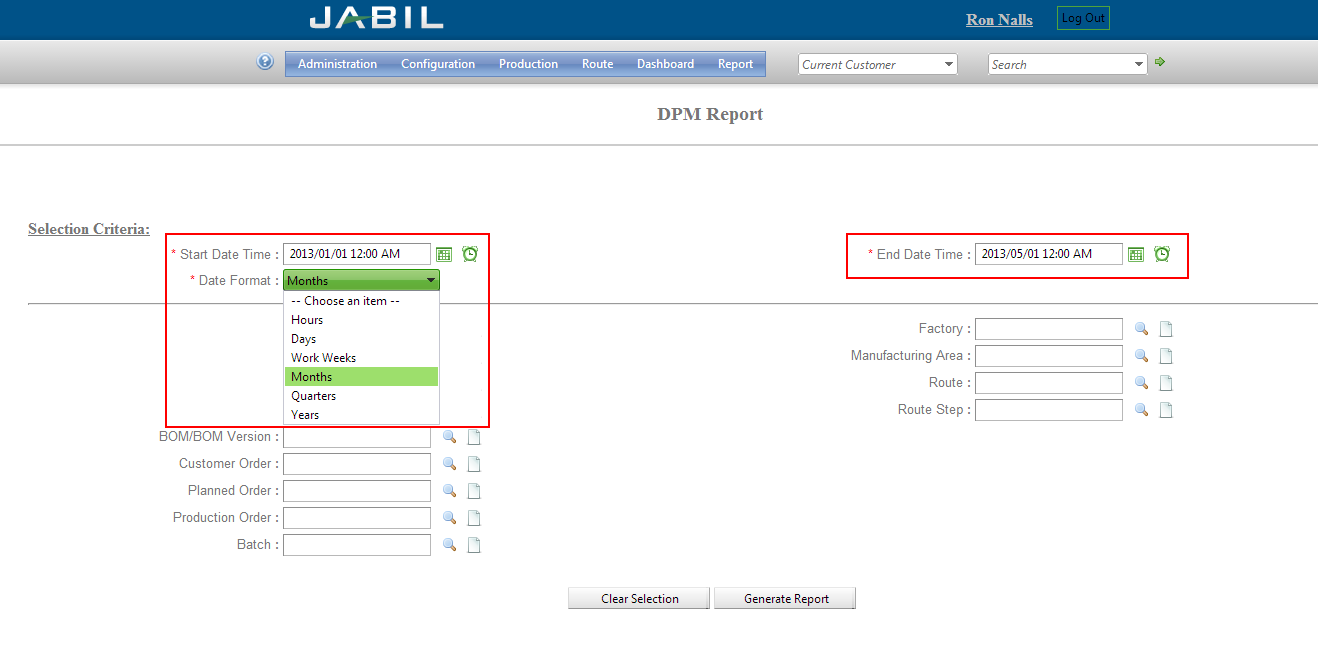 JABIL
Ron Nalls Log Out
? Administration Configuration Production Route Dashboard Report Current Customer Search
DPM Report
Selection Criteria:
* Start Date Time : 2013/01/01 12:00 AM * End Date Time : 2013/05/01 12:00 AM
* Date Format : Months
-- Choose an item --
Hours
Days
Work Weeks
Months
Quarters
Years
Factory :
Manufacturing Area :
Route :
Route Step :
BOM/BOM Version :
Customer Order :
Planned Order :
Production Order :
Batch :
Clear Selection Generate Report